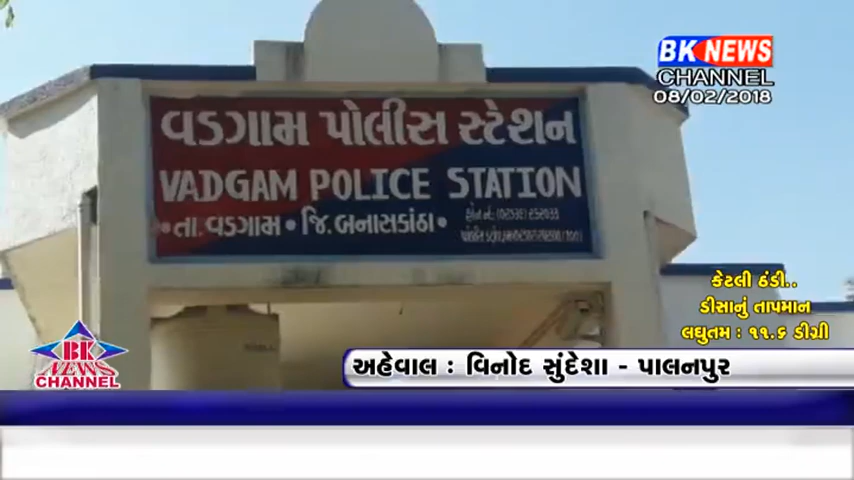 BK NEWS
CHANNEL
08/02/2018
વડગામ પોલીસ સ્ટેશન
VADGAM POLICE STATION
•તા.વડગામ•જિ.બનાસકાંઠા•
કેટલી ઠંડી..
ડીસાનું તાપમાન
લઘુતમ : ૧૧.૬ ડીગ્રી
BK
NEWS
CHANNEL
અહેવાલ : વિનોદ સુંદેશા - પાલનપુર